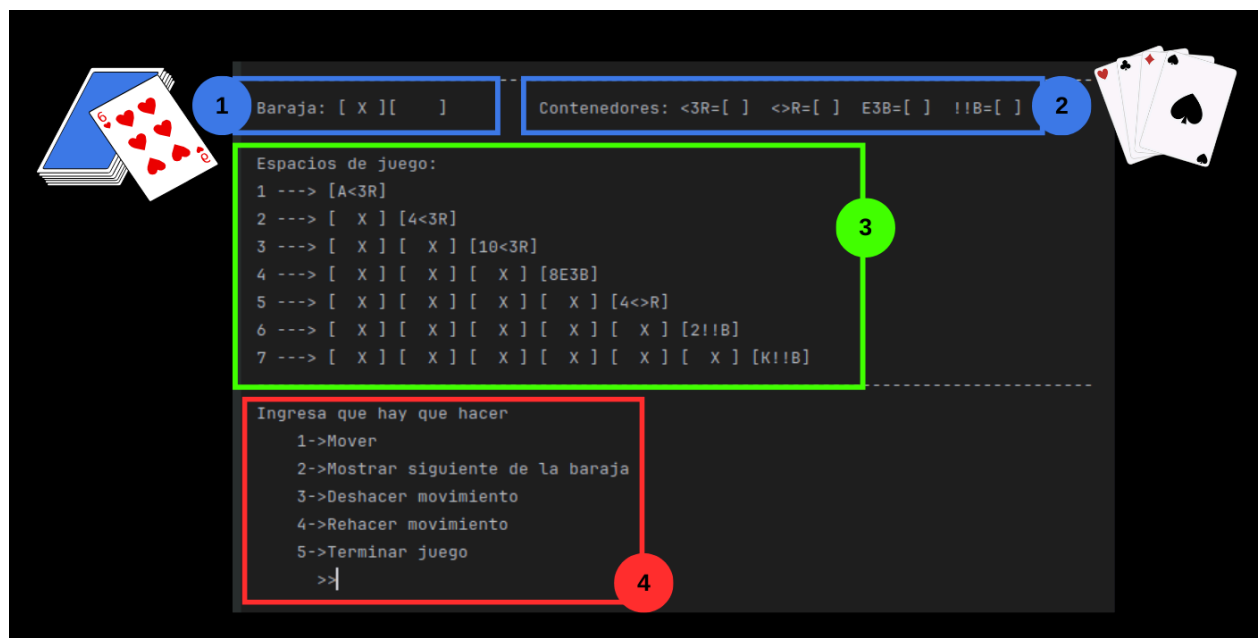 1
Baraja: [ X ][    ]
Contenedores: <3R=[ ]  <>R=[ ]  E3B=[ ]  !!B=[ ]
2
Espacios de juego:
1 ---> [A<3R]
2 ---> [  X ] [4<3R]
3 ---> [  X ] [  X ] [10<3R]
4 ---> [  X ] [  X ] [  X ] [8E3B]
5 ---> [  X ] [  X ] [  X ] [  X ] [4<>R]
6 ---> [  X ] [  X ] [  X ] [  X ] [  X ] [2!!B]
7 ---> [  X ] [  X ] [  X ] [  X ] [  X ] [  X ] [K!!B]
3
Ingresa que hay que hacer
1->Mover
2->Mostrar siguiente de la baraja
3->Deshacer movimiento
4->Rehacer movimiento
5->Terminar juego
>>
4
6
9